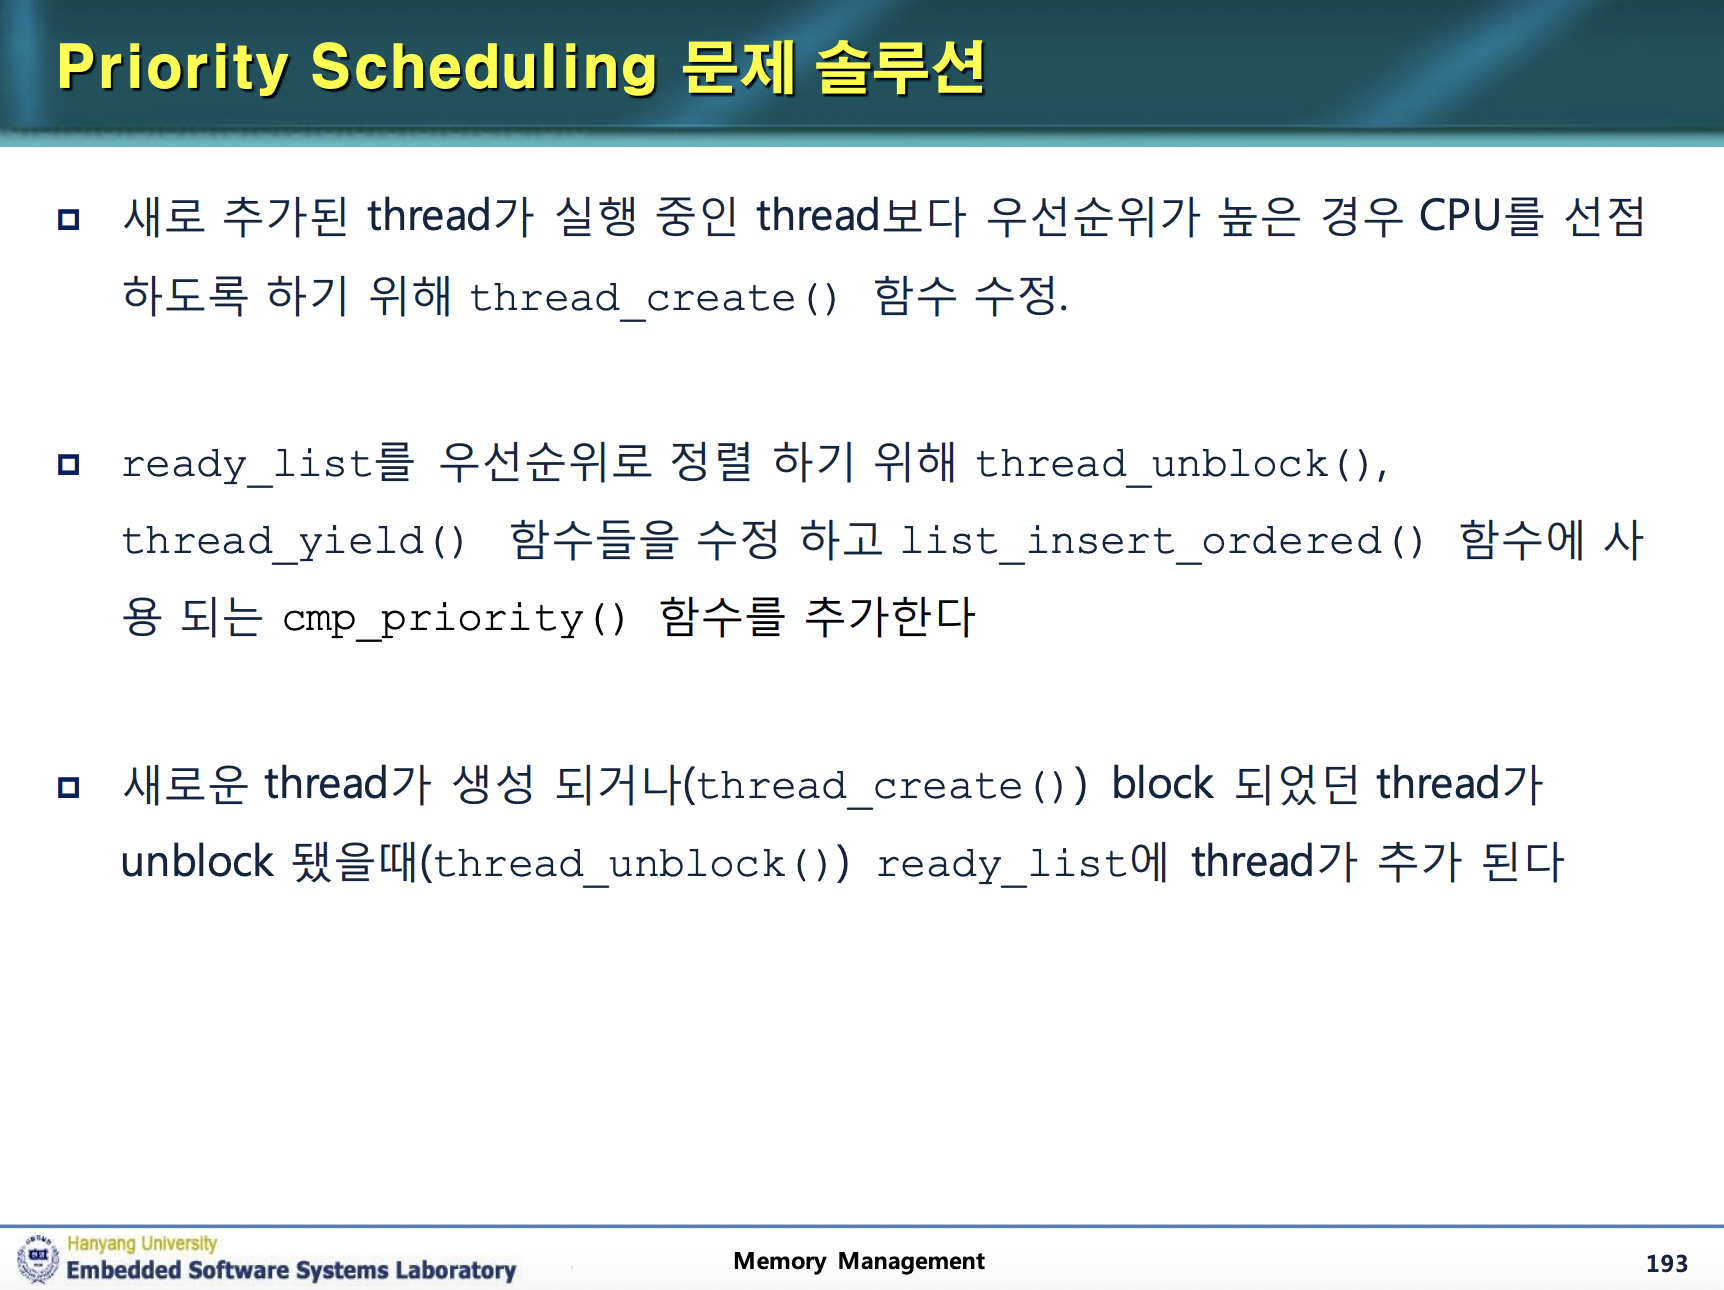 Priority Scheduling 문제 솔루션
새로 추가된 thread가 실행 중인 thread보다 우선순위가 높은 경우 CPU를 선점
하도록 하기 위해 thread_create() 함수 수정.
ready_list를 우선순위로 정렬 하기 위해 thread_unblock(),
thread_yield() 함수들을 수정 하고 list_insert_ordered() 함수에 사
용 되는 cmp_priority() 함수를 추가한다
새로운 thread가 생성 되거나(thread_create()) block 되었던 thread가
unblock 됐을때(thread_unblock()) ready_list에 thread가 추가 된다
Hanyang University
Embedded Software Systems Laboratory
Memory Management
193